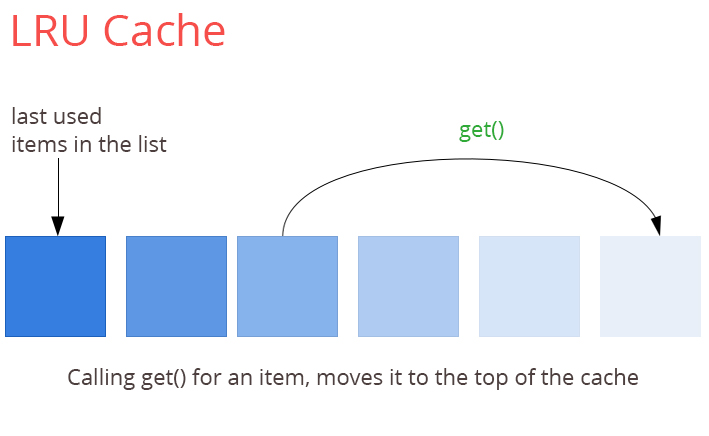 LRU Cache
last used
items in the list
get()
Calling get() for an item, moves it to the top of the cache